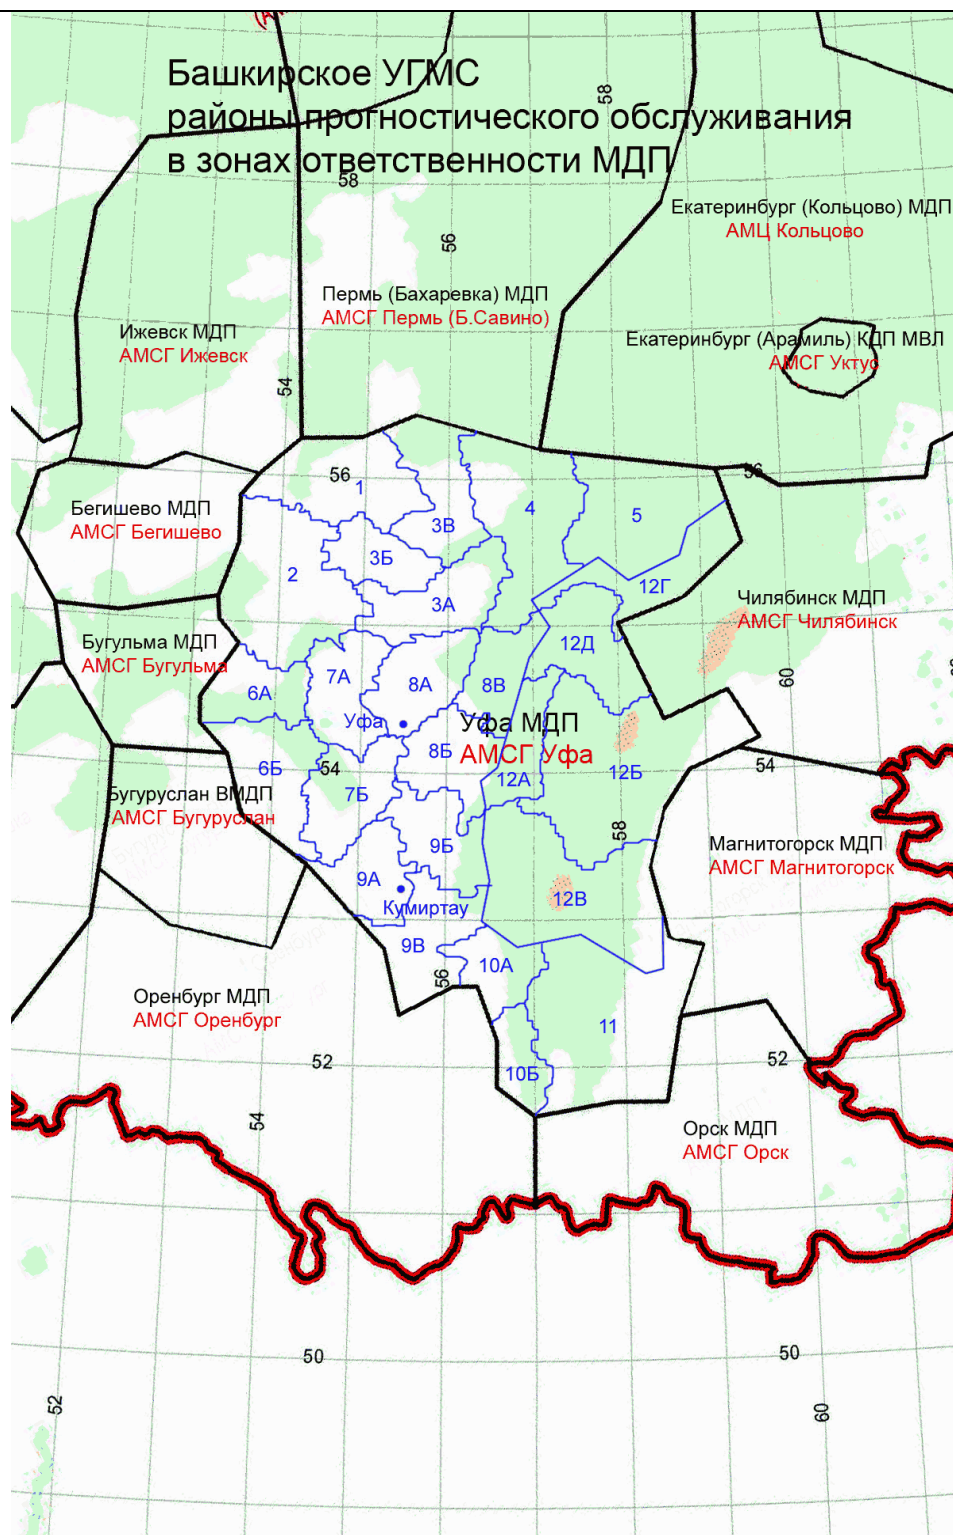 Башкирское УГМС
районы прогностического обслуживания
в зонах ответственности МДП
58
58
56
Екатеринбург (Кольцово) МДП
АМЦ Кольцово
Пермь (Бахаревка) МДП
АМСГ Пермь (Б.Савино)
Ижевск МДП
АМСГ Ижевск
Екатеринбург (Арамиль) КДП МВЛ
АМСГ Уктус
54
56
56
1
4
5
Бегишево МДП
АМСГ Бегишево
3В
3Б
2
12Г
3А
Чилябинск МДП
АМСГ Чилябинск
Бугульма МДП
АМСГ Бугульма
12Д
60
7А
8А
8В
6А
Уфа
Уфа МДП
АМСГ Уфа
8Б
6Б
54
12А
12Б
54
Бугуруслан ВМДП
АМСГ Бугуруслан
7Б
58
9Б
Магнитогорск МДП
АМСГ Магнитогорск
9А
12В
Кумиртау
9В
10А
56
Оренбург МДП
АМСГ Оренбург
11
52
52
10Б
54
Орск МДП
АМСГ Орск
50
50
52
60